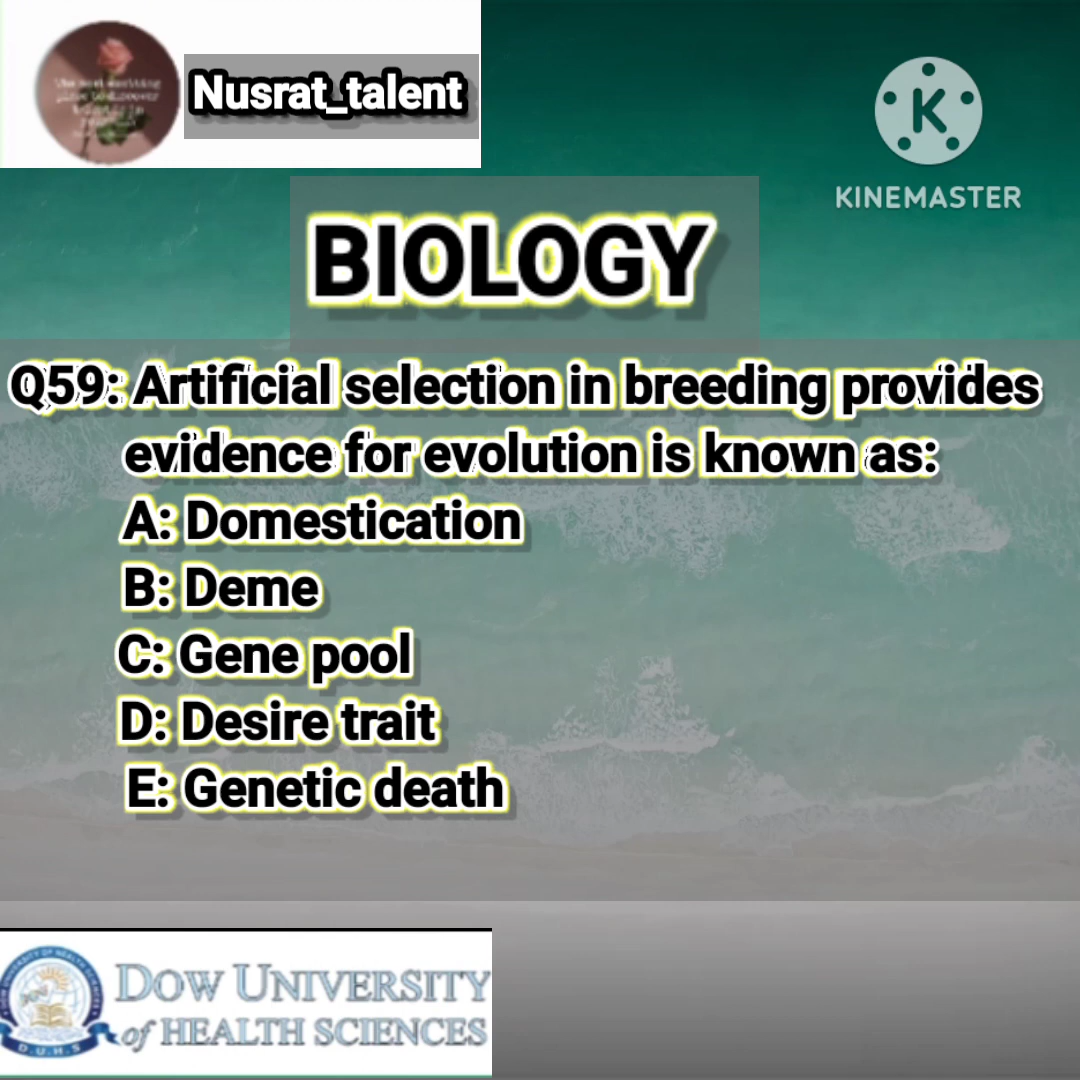 Nusrat_talent
K
KINEMASTER
BIOLOGY
Q59: Artificial selection in breeding provides
evidence for evolution is known as:
A: Domestication
B: Deme
C: Gene pool
D: Desire trait
E: Genetic death
DOW UNIVERSITY
of HEALTH SCIENCES
D.U.H.S